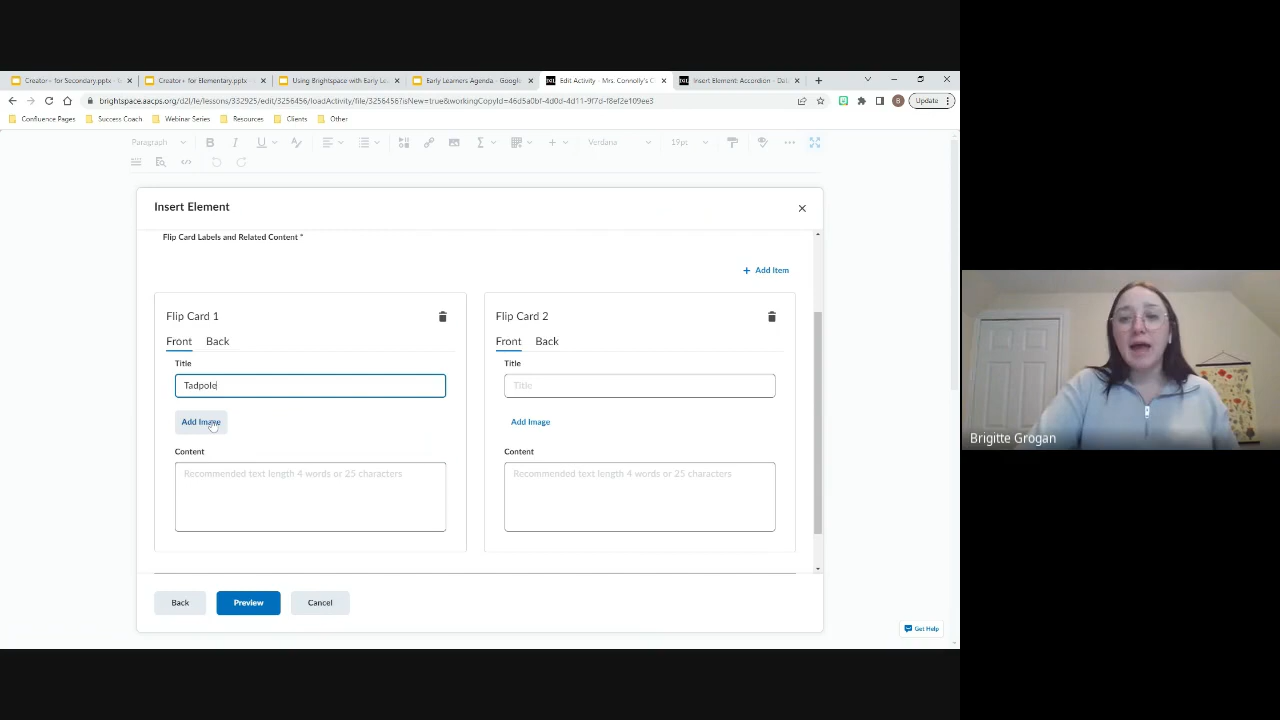 Creator+ for Secondary.pptx
Creator+ for Elementary.pptx
Using Brightspace with Early Le
Early Learners Agenda - Google
Edit Activity - Mrs. Connolly's C
Insert Element: Accordion - Dai
Update
Confluence Pages
Success Coach
Webinar Series
Resources
Clients
Other
Paragraph
Verdana
19pt
Insert Element
Flip Card Labels and Related Content *
+ Add Item
Flip Card 1
Flip Card 2
Front Back
Front Back
Title
Title
Tadpole
Title
Add Image
Add Image
Content
Content
Recommended text length 4 words or 25 characters
Recommended text length 4 words or 25 characters
Back
Preview
Cancel
Get Help
Brigitte Grogan